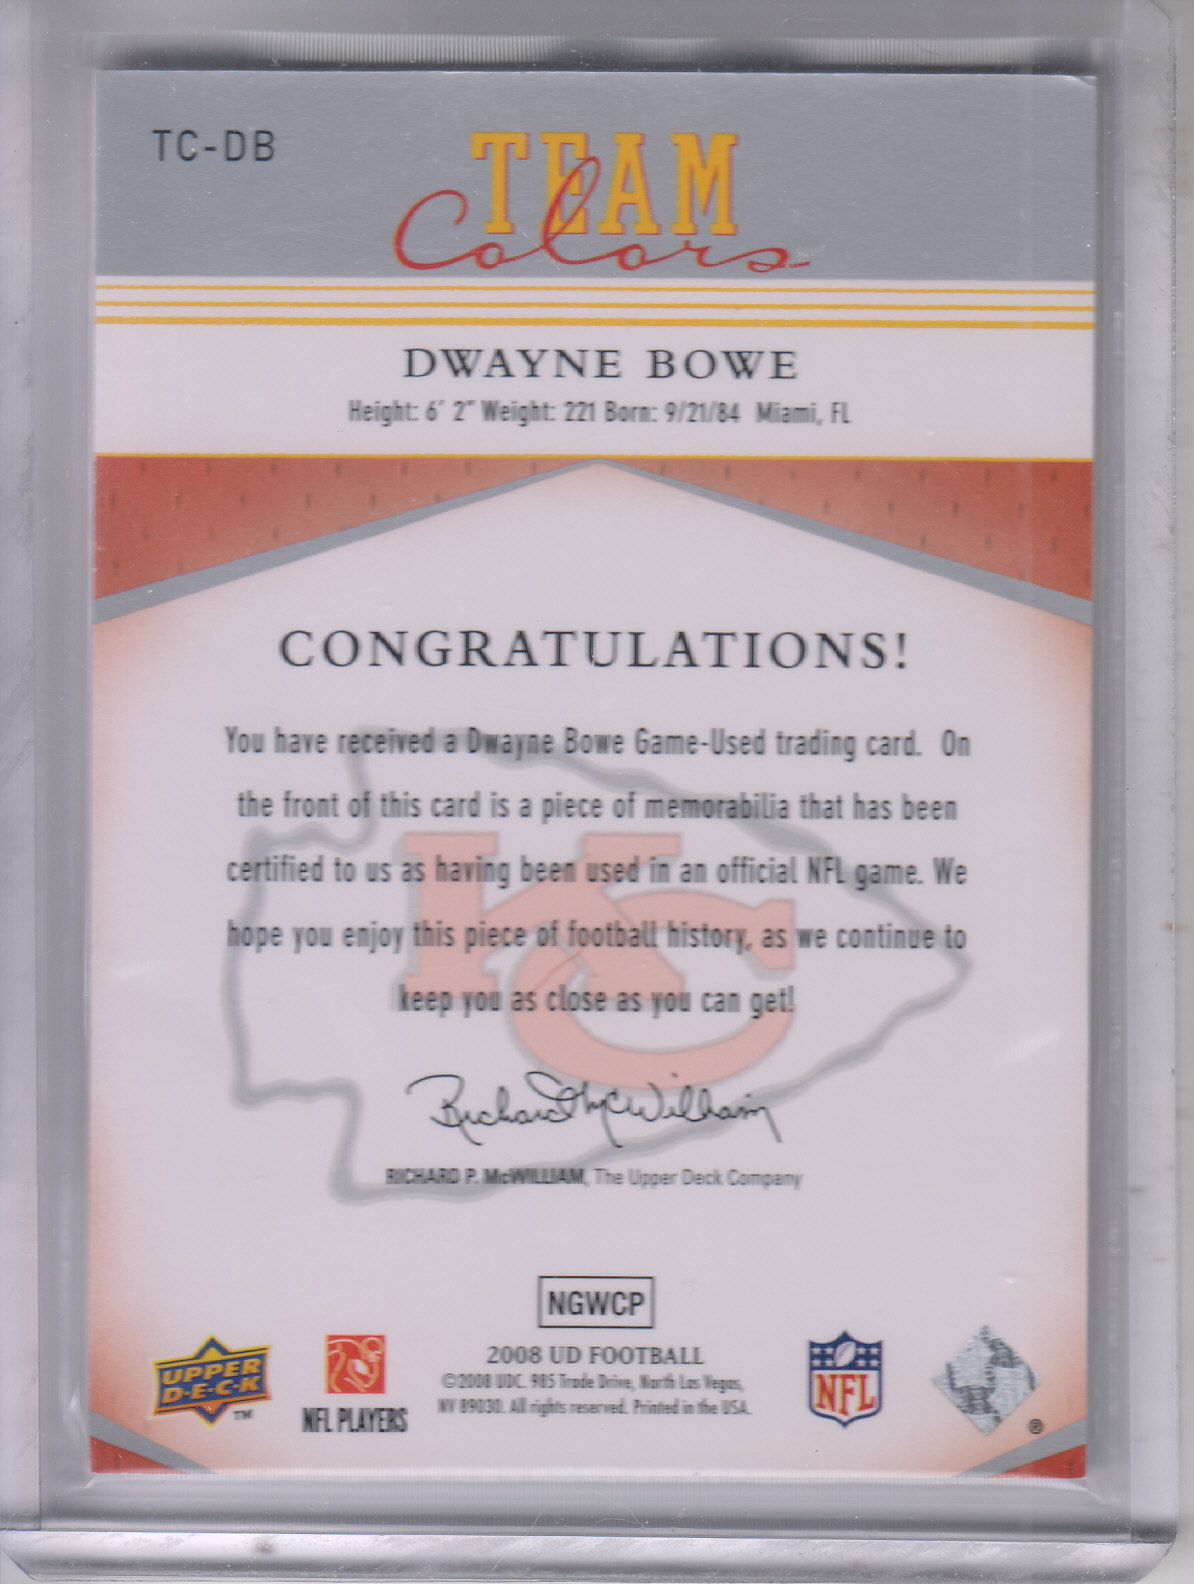 TC-DB
TEAM
Colors
DWAYNE BOWE
Height: 6' 2" Weight: 221 Born: 9/21/84 Miami, FL
CONGRATULATIONS!
You have received a Dwayne Bowe Game-Used trading card. On
the front of this card is a piece of memorabilia that has been
certified to us as having been used in an official NFL game. We
hope you enjoy this piece of football history, as we continue to
keep you as close as you can get!
KC
Richard McWilliam
RICHARD P. McWILLIAM, The Upper Deck Company
NGWCP
2008 UD FOOTBALL
©2008 UDC. 985 Trade Drive, North Las Vegas,
NV 89030. All rights reserved. Printed in the USA.
UPPER
D·E·C·K
TM
NFL PLAYERS
NFL
®